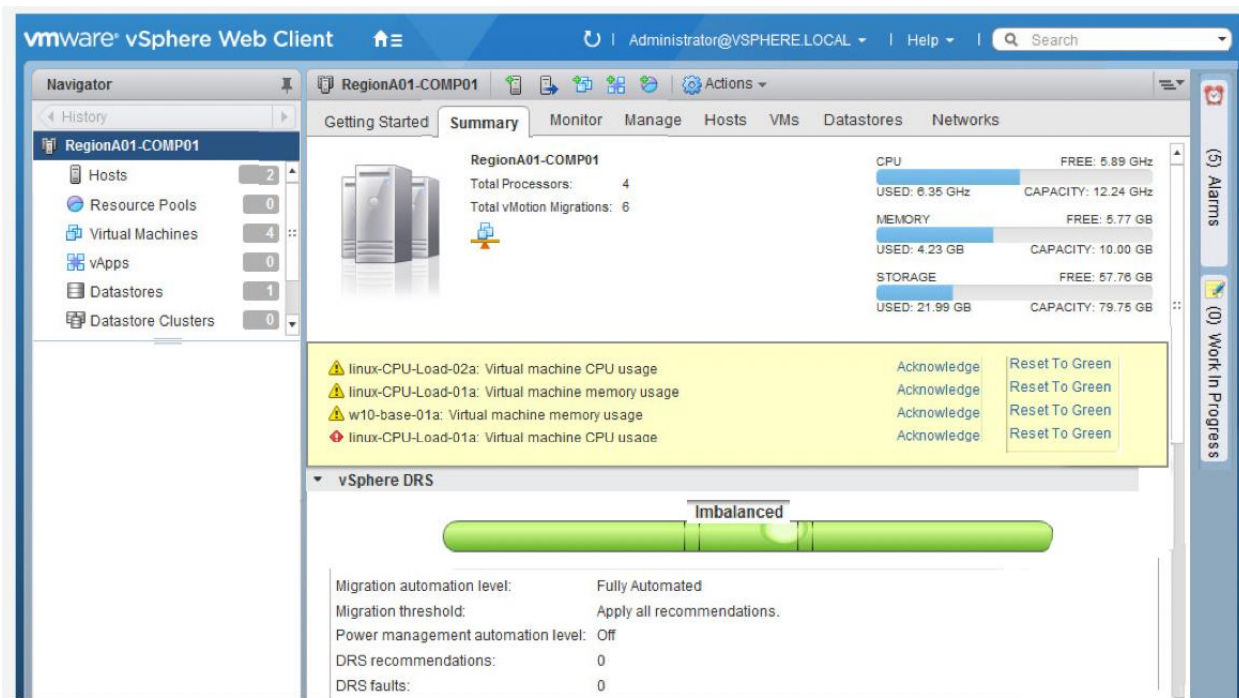 vmware® vSphere Web Client
Administrator@VSPHERE.LOCAL
Help
Search
Navigator
History
RegionA01-COMP01
Hosts 2
Resource Pools 0
Virtual Machines 4
vApps 0
Datastores 1
Datastore Clusters 0
RegionA01-COMP01 Actions
Getting Started Summary Monitor Manage Hosts VMs Datastores Networks
RegionA01-COMP01
Total Processors: 4
Total vMotion Migrations: 6
CPU FREE: 5.89 GHz
USED: 6.35 GHz CAPACITY: 12.24 GHz
MEMORY FREE: 5.77 GB
USED: 4.23 GB CAPACITY: 10.00 GB
STORAGE FREE: 57.76 GB
USED: 21.99 GB CAPACITY: 79.75 GB
linux-CPU-Load-02a: Virtual machine CPU usage Acknowledge Reset To Green
linux-CPU-Load-01a: Virtual machine memory usage Acknowledge Reset To Green
w10-base-01a: Virtual machine memory usage Acknowledge Reset To Green
linux-CPU-Load-01a: Virtual machine CPU usage Acknowledge Reset To Green
vSphere DRS
Imbalanced
Migration automation level: Fully Automated
Migration threshold: Apply all recommendations.
Power management automation level: Off
DRS recommendations: 0
DRS faults: 0
(5) Alarms
(0) Work In Progress